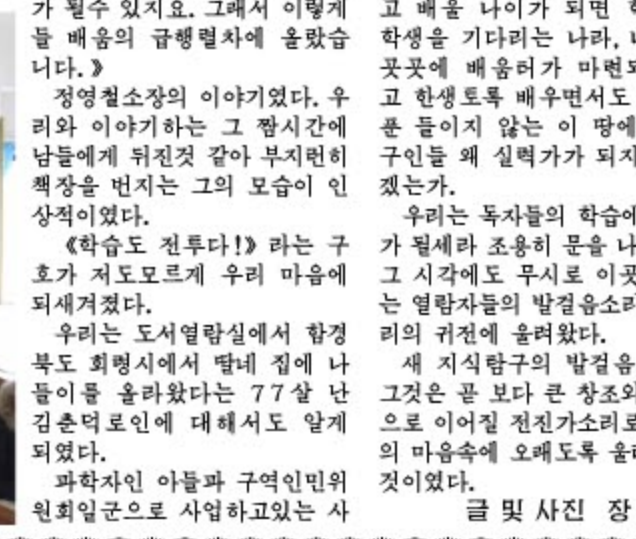 가 될수 있지요. 그래서 이렇게
들 배움의 급행렬차에 올랐습
니다.》
정영철소장의 이야기였다. 우
리와 이야기하는 그 짬시간에
남들에게 뒤진것 같아 부지런히
책장을 번지는 그의 모습이 인
상적이였다.
《학습도 전투다!》라는 구
호가 저도모르게 우리 마음에
되새겨졌다.
우리는 도서열람실에서 함경
북도 회령시에서 딸네 집에 나
들이를 올라왔다는 77살 난
김춘덕로인에 대해서도 알게
되였다.
과학자인 아들과 구역인민위
원회일군으로 사업하고있는 사
고 배울 나이가 되면
학생을 기다리는 나라,
곳곳에 배움터가 마련되
고 한생토록 배우면서도
푼 들이지 않는 이 땅에
구인들 왜 실력가가 되지
겠는가.
우리는 독자들의 학습에
가 될세라 조용히 문을 나
그 시각에도 무시로 이곳
는 열람자들의 발걸음소리
리의 귀전에 울려왔다.
새 지식탐구의 발걸음
그것은 곧 보다 큰 창조와
으로 이어질 전진가소리로
의 마음속에 오래도록 울려
것이였다.
글 및 사진 장